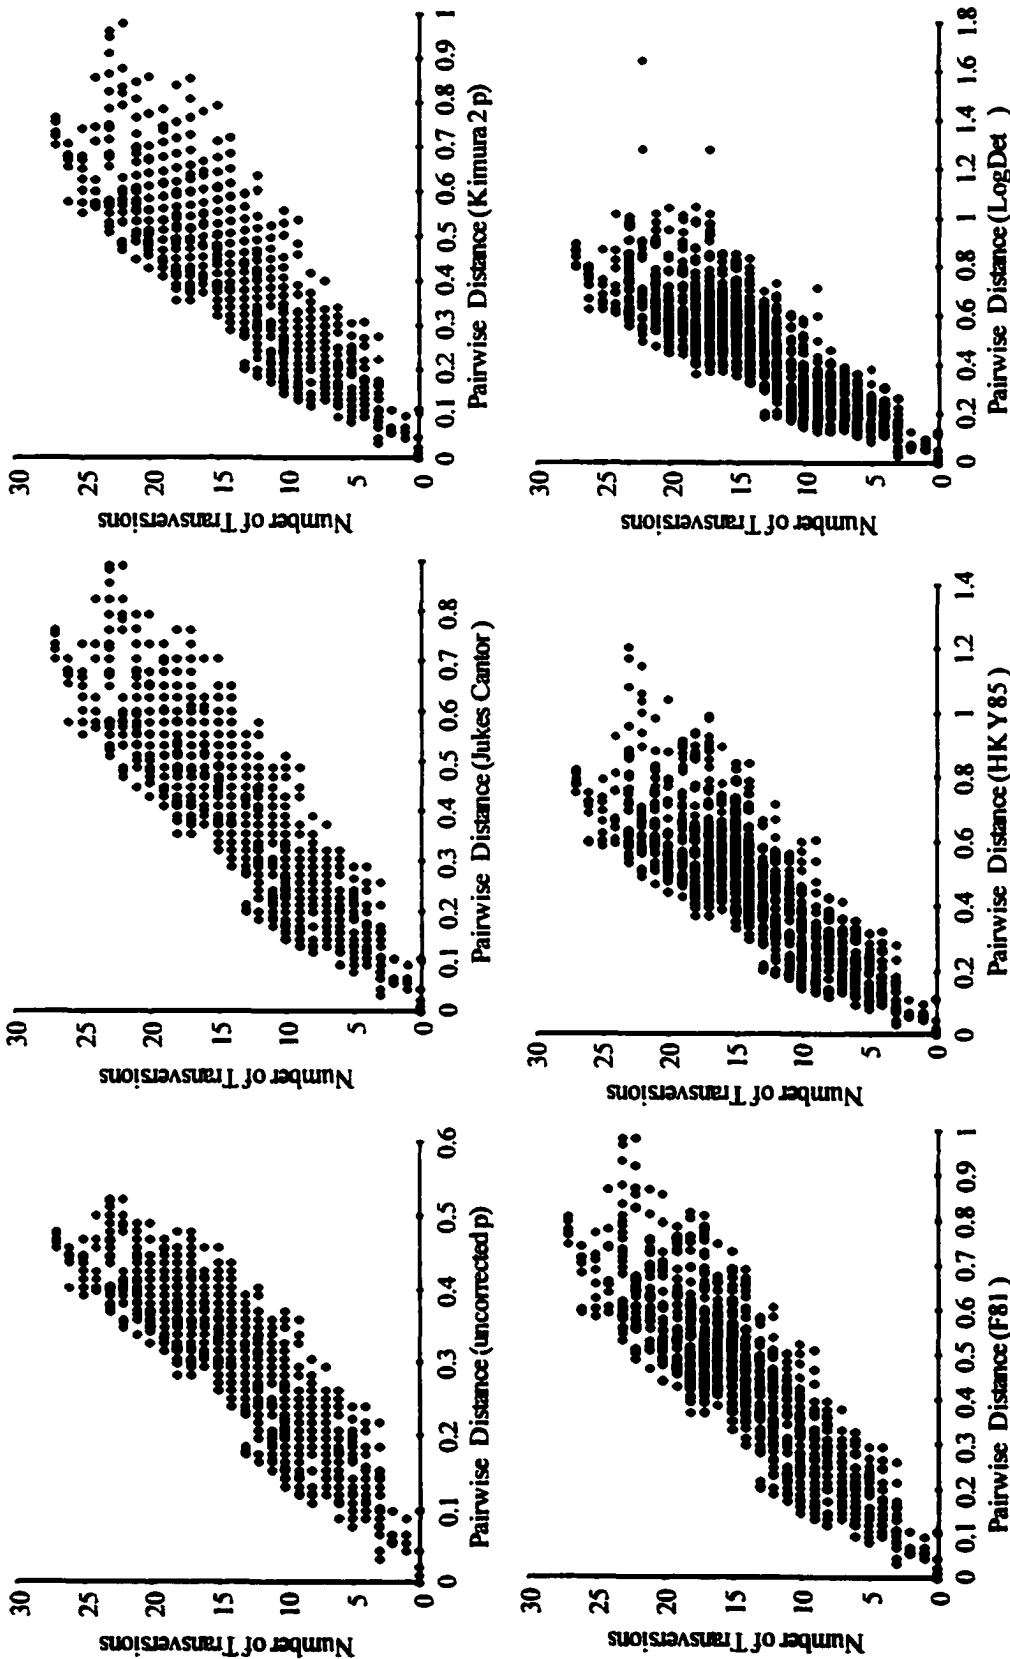 30
25
20
15
10
5
0
Number of Transversions
0 0.1 0.2 0.3 0.4 0.5 0.6
Pairwise Distance (uncorrected p)
30
25
20
15
10
5
0
Number of Transversions
0 0.1 0.2 0.3 0.4 0.5 0.6 0.7 0.8
Pairwise Distance (Jukes Cantor)
30
25
20
15
10
5
0
Number of Transversions
0 0.1 0.2 0.3 0.4 0.5 0.6 0.7 0.8 0.9 1
Pairwise Distance (Kimura 2 p)
30
25
20
15
10
5
0
Number of Transversions
0 0.1 0.2 0.3 0.4 0.5 0.6 0.7 0.8 0.9 1
Pairwise Distance (F81)
30
25
20
15
10
5
0
Number of Transversions
0 0.2 0.4 0.6 0.8 1 1.2 1.4
Pairwise Distance (HKY85)
30
25
20
15
10
5
0
Number of Transversions
0 0.2 0.4 0.6 0.8 1 1.2 1.4 1.6 1.8
Pairwise Distance (LogDet)